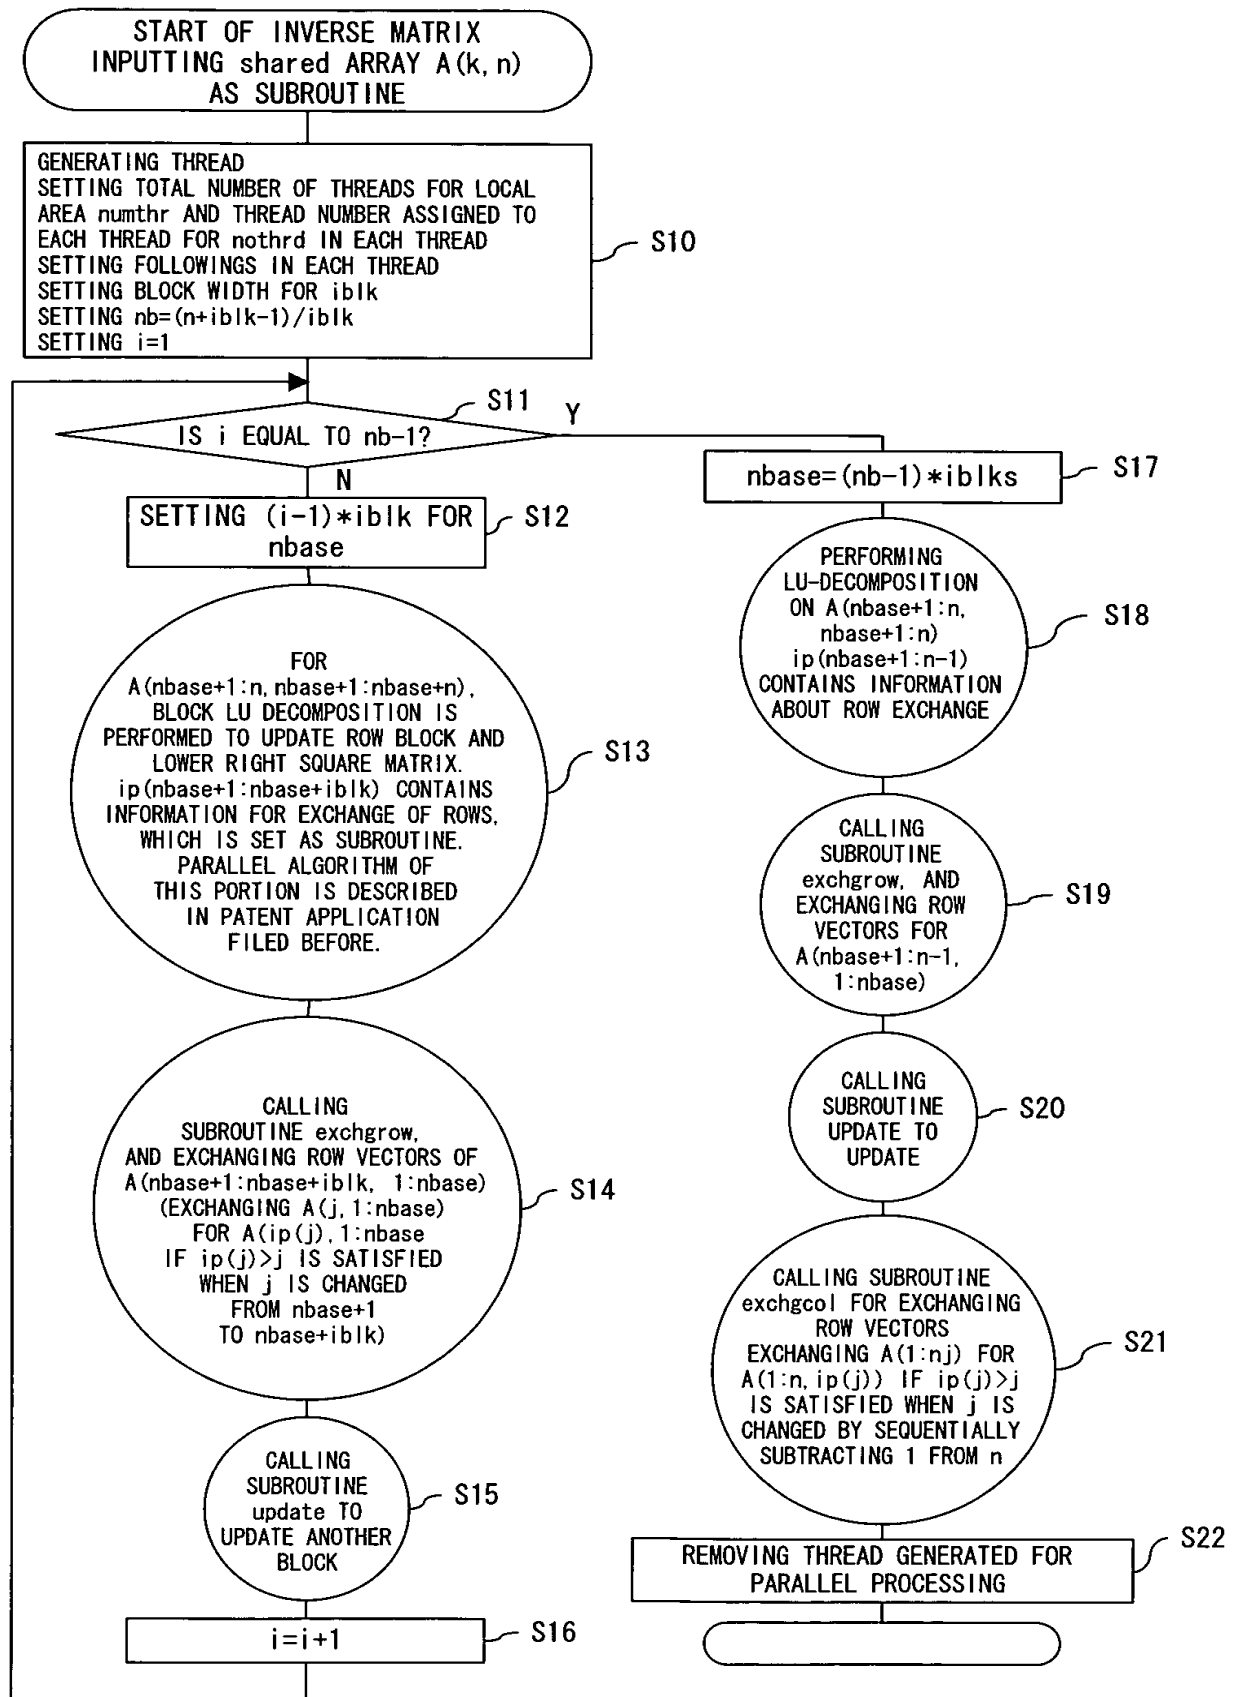 START OF INVERSE MATRIX
INPUTTING shared ARRAY A(k, n)
AS SUBROUTINE
GENERATING THREAD
SETTING TOTAL NUMBER OF THREADS FOR LOCAL
AREA numthr AND THREAD NUMBER ASSIGNED TO
EACH THREAD FOR nothrd IN EACH THREAD
SETTING FOLLOWINGS IN EACH THREAD
SETTING BLOCK WIDTH FOR iblk
SETTING nb=(n+iblk-1)/iblk
SETTING i=1
S10
S11
IS i EQUAL TO nb-1?
Y
N
SETTING (i-1)*iblk FOR
nbase
S12
FOR
A(nbase+1:n, nbase+1:nbase+n),
BLOCK LU DECOMPOSITION IS
PERFORMED TO UPDATE ROW BLOCK AND
LOWER RIGHT SQUARE MATRIX.
ip(nbase+1:nbase+iblk) CONTAINS
INFORMATION FOR EXCHANGE OF ROWS,
WHICH IS SET AS SUBROUTINE.
PARALLEL ALGORITHM OF
THIS PORTION IS DESCRIBED
IN PATENT APPLICATION
FILED BEFORE.
S13
CALLING
SUBROUTINE exchgrow,
AND EXCHANGING ROW VECTORS OF
A(nbase+1:nbase+iblk, 1:nbase)
(EXCHANGING A(j, 1:nbase)
FOR A(ip(j), 1:nbase
IF ip(j)>j IS SATISFIED
WHEN j IS CHANGED
FROM nbase+1
TO nbase+iblk)
S14
CALLING
SUBROUTINE
update TO
UPDATE ANOTHER
BLOCK
S15
i=i+1
S16
nbase=(nb-1)*iblks
S17
PERFORMING
LU-DECOMPOSITION
ON A(nbase+1:n,
nbase+1:n)
ip(nbase+1:n-1)
CONTAINS INFORMATION
ABOUT ROW EXCHANGE
S18
CALLING
SUBROUTINE
exchgrow, AND
EXCHANGING ROW
VECTORS FOR
A(nbase+1:n-1,
1:nbase)
S19
CALLING
SUBROUTINE
UPDATE TO
UPDATE
S20
CALLING SUBROUTINE
exchgcol FOR EXCHANGING
ROW VECTORS
EXCHANGING A(1:nj) FOR
A(1:n, ip(j)) IF ip(j)>j
IS SATISFIED WHEN j IS
CHANGED BY SEQUENTIALLY
SUBTRACTING 1 FROM n
S21
REMOVING THREAD GENERATED FOR
PARALLEL PROCESSING
S22